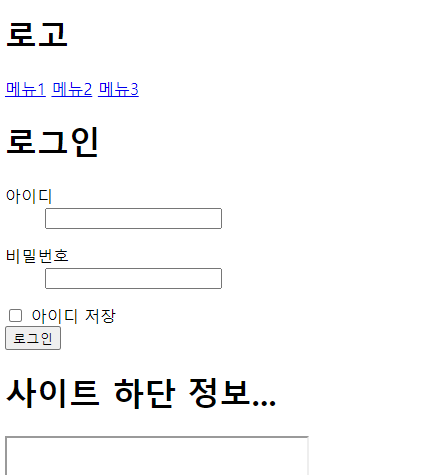 로고
메뉴1 메뉴2 메뉴3
로그인
아이디
비밀번호
아이디 저장
로그인
사이트 하단 정보...